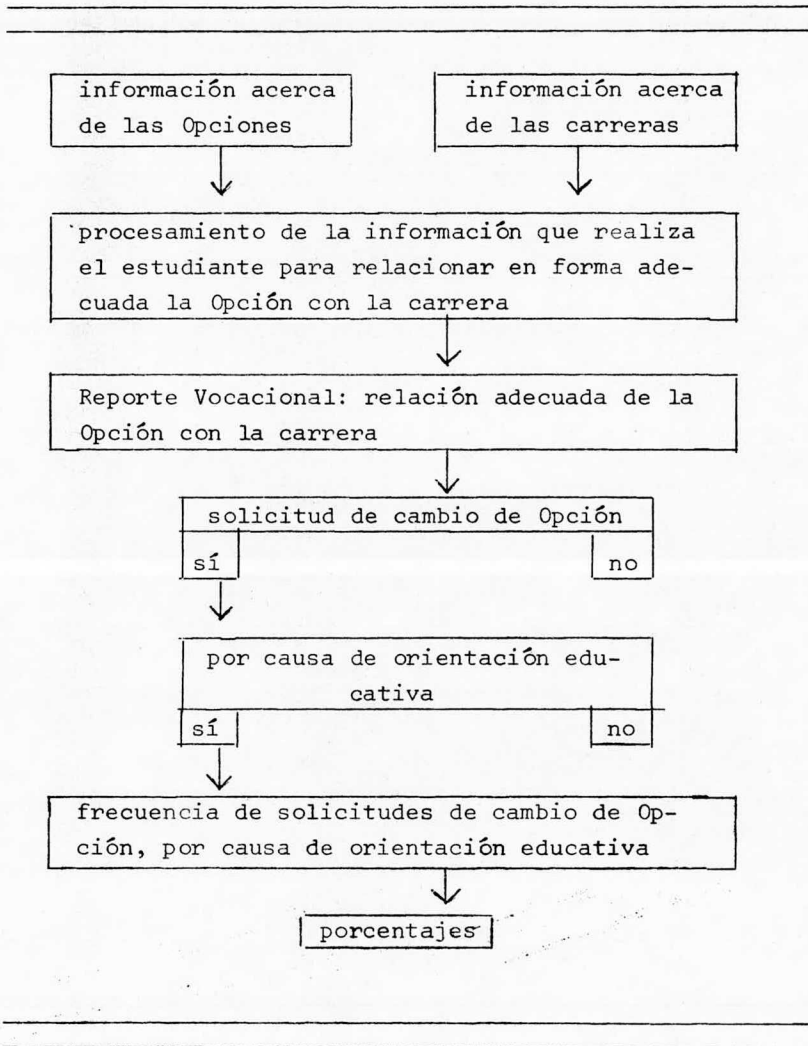 información acerca
de las Opciones
información acerca
de las carreras
procesamiento de la información que realiza
el estudiante para relacionar en forma ade-
cuada la Opción con la carrera
Reporte Vocacional: relación adecuada de la
Opción con la carrera
solicitud de cambio de Opción
sí
no
por causa de orientación edu-
cativa
sí
no
frecuencia de solicitudes de cambio de Op-
ción, por causa de orientación educativa
porcentajes